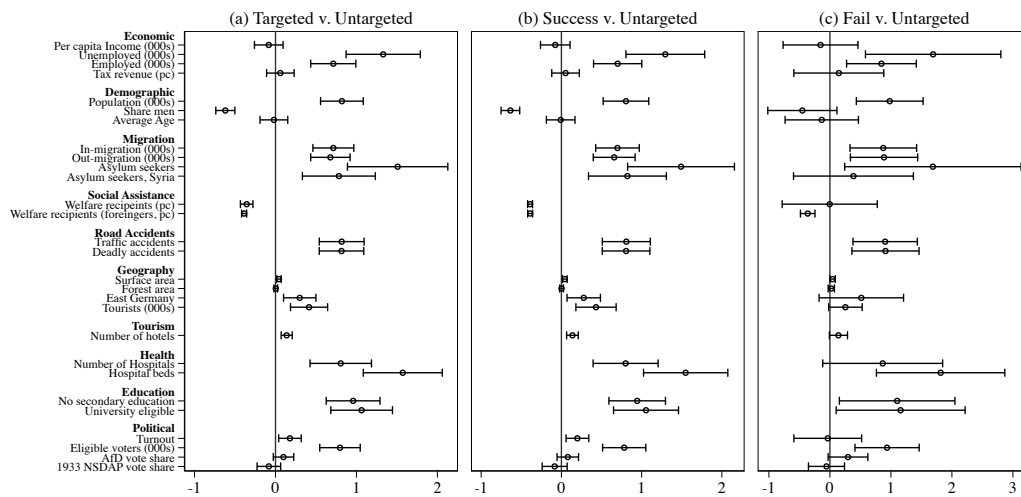 (a) Targeted v. Untargeted
(b) Success v. Untargeted
(c) Fail v. Untargeted
Economic
Per capita Income (000s)
Unemployed (000s)
Employed (000s)
Tax revenue (pc)
Demographic
Population (000s)
Share men
Average Age
Migration
In-migration (000s)
Out-migration (000s)
Asylum seekers
Asylum seekers, Syria
Social Assistance
Welfare recipeints (pc)
Welfare recipients (foreingers, pc)
Road Accidents
Traffic accidents
Deadly accidents
Geography
Surface area
Forest area
East Germany
Tourists (000s)
Tourism
Number of hotels
Health
Number of Hospitals
Hospital beds
Education
No secondary education
University eligible
Political
Turnout
Eligible voters (000s)
AfD vote share
1933 NSDAP vote share
-1 0 1 2
-1 0 1 2
-1 0 1 2 3